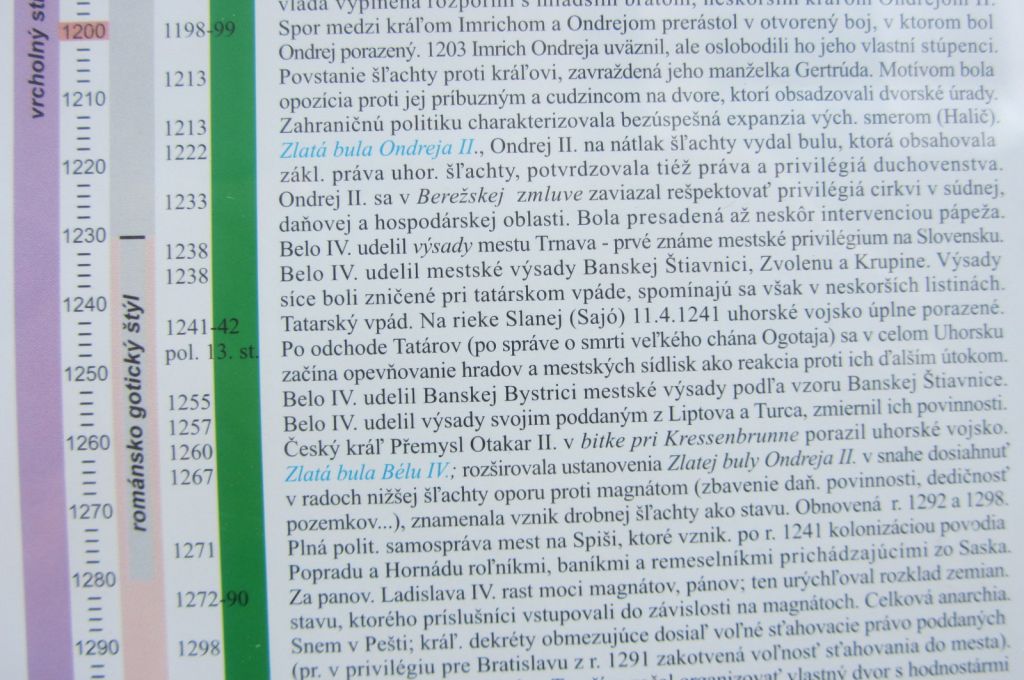 vláda vyplnená rozpormi s mladším bratom, neskorším kráľom Ondrejom II.
vrcholný
1200
1198-99 Spor medzi kráľom Imrichom a Ondrejom prerástol v otvorený boj, v ktorom bol
Ondrej porazený. 1203 Imrich Ondreja uväznil, ale oslobodili ho jeho vlastní stúpenci.
1213 Povstanie šľachty proti kráľovi, zavraždená jeho manželka Gertrúda. Motívom bola
1210
opozícia proti jej príbuzným a cudzincom na dvore, ktorí obsadzovali dvorské úrady.
1213 Zahraničnú politiku charakterizovala bezúspešná expanzia vých. smerom (Halič).
1222 Zlatá bula Ondreja II., Ondrej II. na nátlak šľachty vydal bulu, ktorá obsahovala
1220
zákl. práva uhor. šľachty, potvrdzovala tiéž práva a privilégiá duchovenstva.
1233 Ondrej II. sa v Berežskej zmluve zaviazal rešpektovať privilégiá cirkvi v súdnej,
daňovej a hospodárskej oblasti. Bola presadená až neskôr intervenciou pápeža.
1230
1238 Belo IV. udelil výsady mestu Trnava - prvé známe mestské privilégium na Slovensku.
1238 Belo IV. udelil mestské výsady Banskej Štiavnici, Zvolenu a Krupine. Výsady
síce boli zničené pri tatárskom vpáde, spomínajú sa však v neskorších listinách.
1240
1241-42 Tatarský vpád. Na rieke Slanej (Sajó) 11.4.1241 uhorské vojsko úplne porazené.
pol. 13. st. Po odchode Tatárov (po správe o smrti veľkého chána Ogotaja) sa v celom Uhorsku
začína opevňovanie hradov a mestských sídlisk ako reakcia proti ich ďalším útokom.
1250
románsko gotický štýl
1255 Belo IV. udelil Banskej Bystrici mestské výsady podľa vzoru Banskej Štiavnice.
1257 Belo IV. udelil výsady svojim poddaným z Liptova a Turca, zmiernil ich povinnosti.
1260
1260 Český kráľ Přemysl Otakar II. v bitke pri Kressenbrunne porazil uhorské vojsko.
1267 Zlatá bula Bélu IV.; rozširovala ustanovenia Zlatej buly Ondreja II. v snahe dosiahnuť
v radoch nižšej šľachty oporu proti magnátom (zbavenie daň. povinnosti, dedičnosť
1270
pozemkov...), znamenala vznik drobnej šľachty ako stavu. Obnovená r. 1292 a 1298.
1271 Plná polit. samospráva mest na Spiši, ktoré vznik. po r. 1241 kolonizáciou povodia
Popradu a Hornádu roľníkmi, baníkmi a remeselníkmi prichádzajúcimi zo Saska.
1280
1272-90 Za panov. Ladislava IV. rast moci magnátov, pánov; ten urýchľoval rozklad zemian.
stavu, ktorého príslušníci vstupovali do závislosti na magnátoch. Celková anarchia.
1290
1298 Snem v Pešti; kráľ. dekréty obmezujúce dosiaľ voľné sťahovacie právo poddaných
(pr. v privilégiu pre Bratislavu z r. 1291 zakotvená voľnosť sťahovania do mesta).
organizovať vlastný dvor s hodnostármi